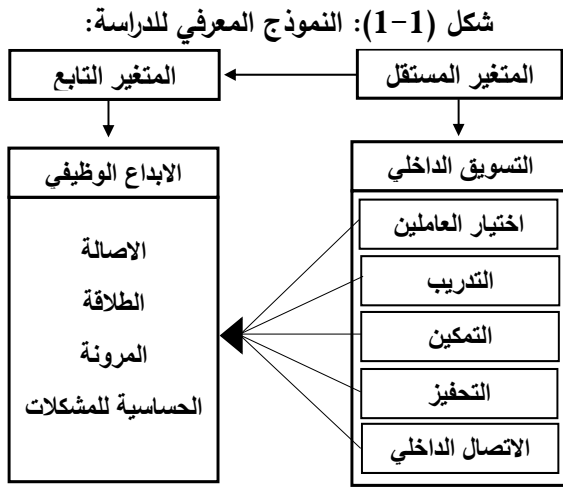 شكل (1-1): النموذج المعرفي للدراسة:
المتغير المستقل
المتغير التابع
التسويق الداخلي
اختيار العاملين
التدريب
التمكين
التحفيز
الاتصال الداخلي
الابداع الوظيفي
الاصالة
الطلاقة
المرونة
الحساسية للمشكلات